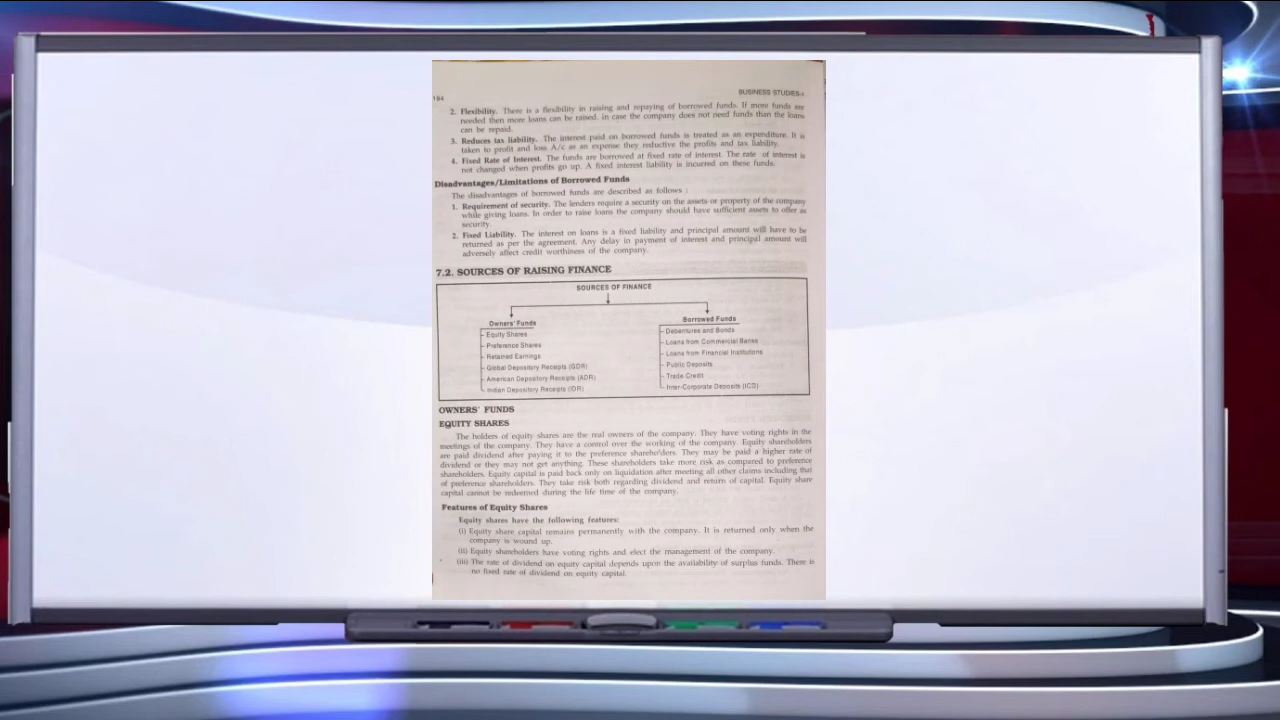 184
BUSINESS STUDIES-I
2. Flexibility. There is a flexibility in raising and repaying of borrowed funds. If more funds are
needed then more loans can be raised. In case the company does not need funds than the loans
can be repaid.
3. Reduces tax liability. The interest paid on borrowed funds is treated as an expenditure. It is
taken to profit and loss A/c as an expense they reductive the profits and tax liability.
4. Fixed Rate of Interest. The funds are borrowed at fixed rate of interest. The rate of interest is
not changed when profits go up. A fixed interest liability is incurred on these funds.
Disadvantages/Limitations of Borrowed Funds
The disadvantages of borrowed funds are described as follows :
1. Requirement of security. The lenders require a security on the assets or property of the company
while giving loans. In order to raise loans the company should have sufficient assets to offer as
security.
2. Fixed Liability. The interest on loans is a fixed liability and principal amount will have to be
returned as per the agreement. Any delay in payment of interest and principal amount will
adversely affect credit worthiness of the company.
7.2. SOURCES OF RAISING FINANCE
SOURCES OF FINANCE
Owners' Funds
Equity Shares
Preference Shares
Retained Earnings
Global Depository Receipts (GDR)
American Depository Receipts (ADR)
Indian Depository Receipts (IDR)
Borrowed Funds
Debentures and Bonds
Loans from Commercial Banks
Loans from Financial Institutions
Public Deposits
Trade Credit
Inter-Corporate Deposits (ICD)
OWNERS' FUNDS
EQUITY SHARES
The holders of equity shares are the real owners of the company. They have voting rights in the
meetings of the company. They have a control over the working of the company. Equity shareholders
are paid dividend after paying it to the preference shareholders. They may be paid a higher rate of
dividend or they may not get anything. These shareholders take more risk as compared to preference
shareholders. Equity capital is paid back only on liquidation after meeting all other claims including that
of preference shareholders. They take risk both regarding dividend and return of capital. Equity share
capital cannot be redeemed during the life time of the company.
Features of Equity Shares
Equity shares have the following features:
(i) Equity share capital remains permanently with the company. It is returned only when the
company is wound up.
(ii) Equity shareholders have voting rights and elect the management of the company.
(iii) The rate of dividend on equity capital depends upon the availability of surplus funds. There is
no fixed rate of dividend on equity capital.